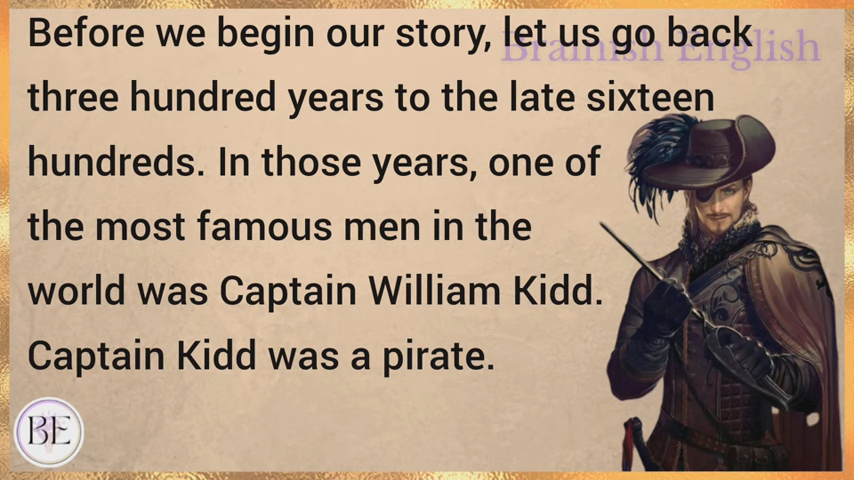 Before we begin our story, let us go back
Brainish English
three hundred years to the late sixteen
hundreds. In those years, one of
the most famous men in the
world was Captain William Kidd.
Captain Kidd was a pirate.
BE